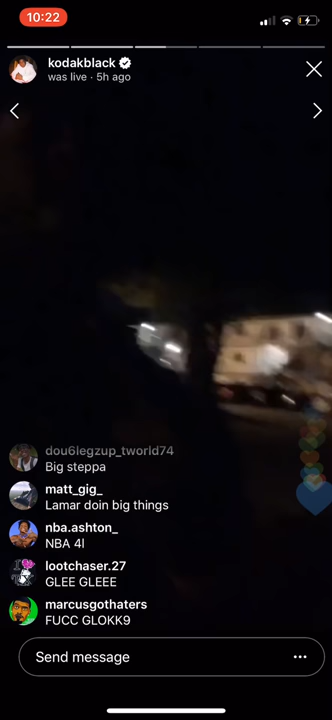 10:22
kodakblack
was live · 5h ago
dou6legzup_tworld74
Big steppa
matt_gig_
Lamar doin big things
nba.ashton_
NBA 4l
lootchaser.27
GLEE GLEEE
marcusgothaters
FUCC GLOKK9
Send message